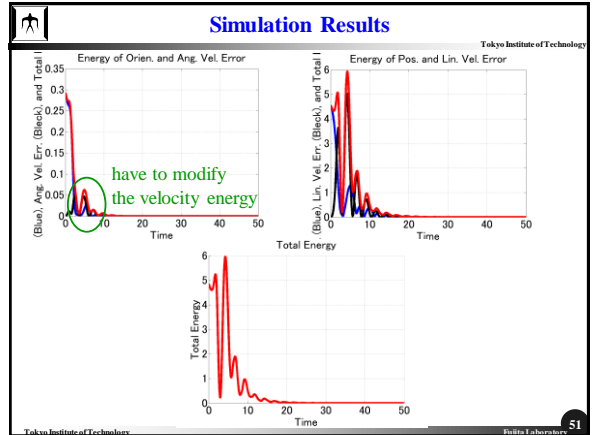 Simulation Results
Tokyo Institute of Technology
Energy of Orien. and Ang. Vel. Error
(Blue), Ang. Vel. Err. (Bleck), and Total I
0.35
0.3
0.25
0.2
0.15
0.1
0.05
0
0
10
20
30
40
50
Time
have to modify
the velocity energy
Energy of Pos. and Lin. Vel. Error
(Blue), Lin. Vel. Err. (Bleck), and Total I
6
5
4
3
2
1
0
0
10
20
30
40
50
Time
Total Energy
Total Energy
6
5
4
3
2
1
0
0
10
20
30
40
50
Time
Tokyo Institute of Technology
Fujita Laboratory
51